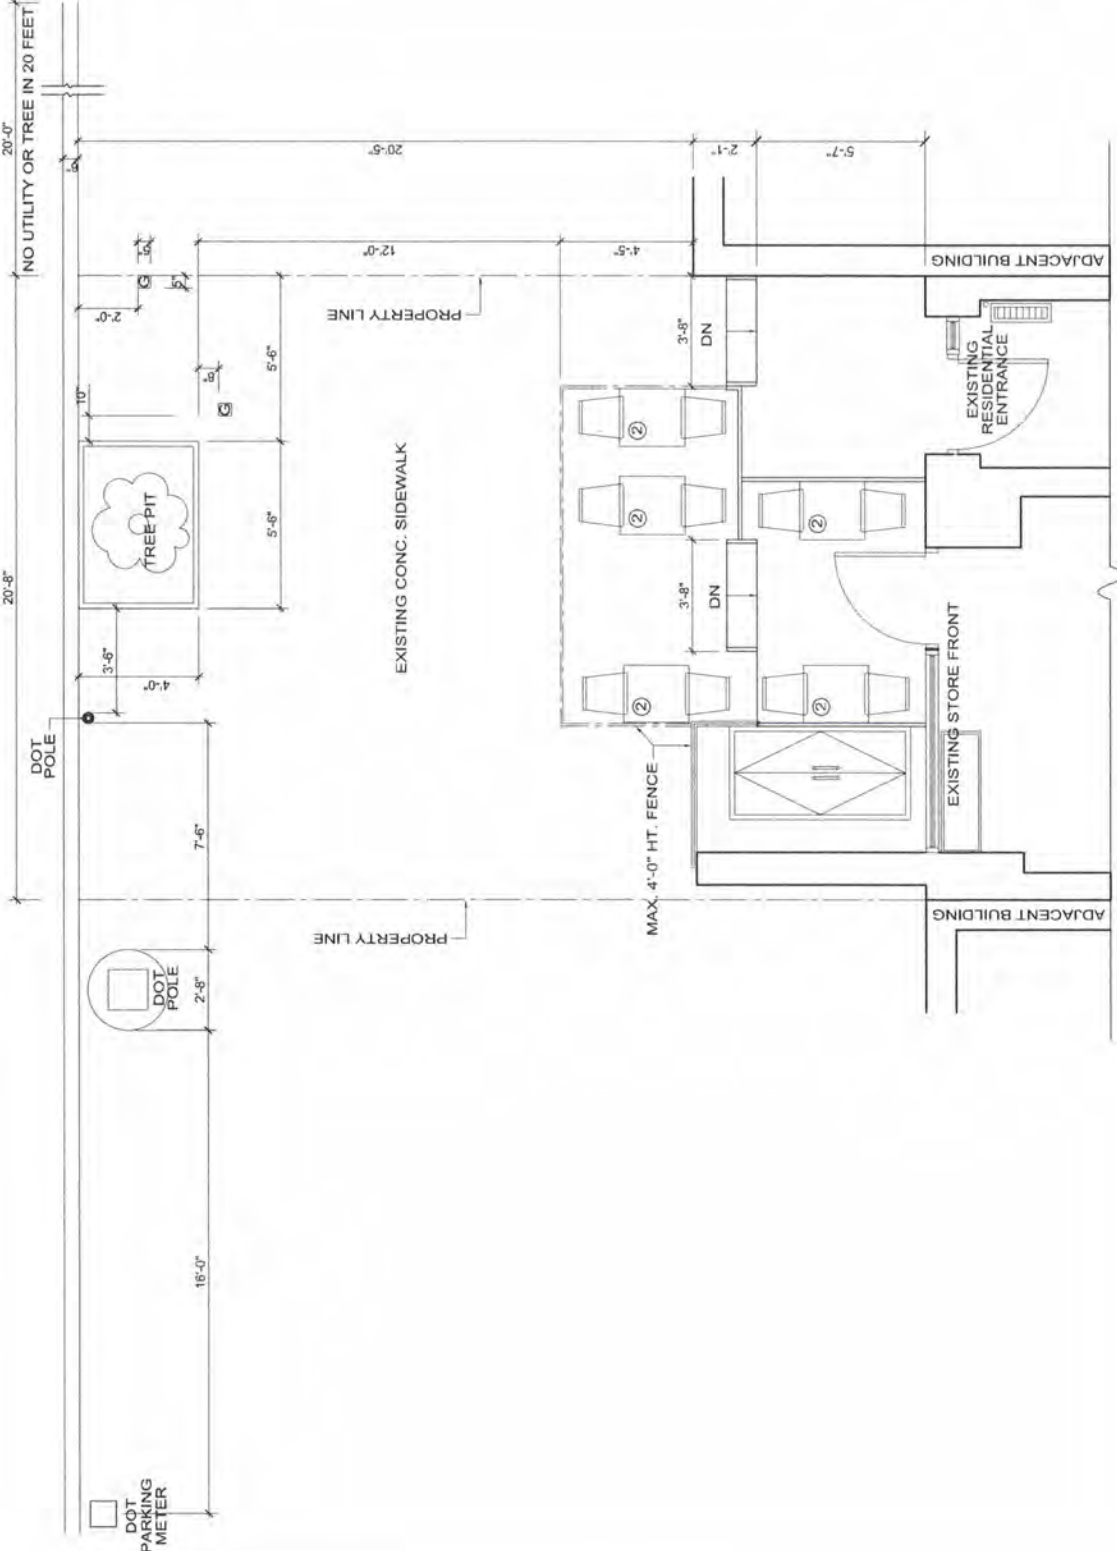 20'-0"
NO UTILITY OR TREE IN 20 FEET
6"
20'-5"
2'-1"
5'-7"
5"
G
5"
2'-0"
12'-0"
4'-5"
ADJACENT BUILDING
PROPERTY LINE
3'-8"
DN
8"
G
5'-6"
10"
EXISTING
RESIDENTIAL
ENTRANCE
2
2
2
TREE PIT
5'-6"
EXISTING CONC. SIDEWALK
20'-8"
3'-8"
DN
3'-6"
4'-0"
2
2
DOT
POLE
EXISTING STORE FRONT
7'-6"
MAX. 4'-0" HT. FENCE
PROPERTY LINE
ADJACENT BUILDING
DOT
POLE
2'-8"
16'-0"
DOT
PARKING
METER